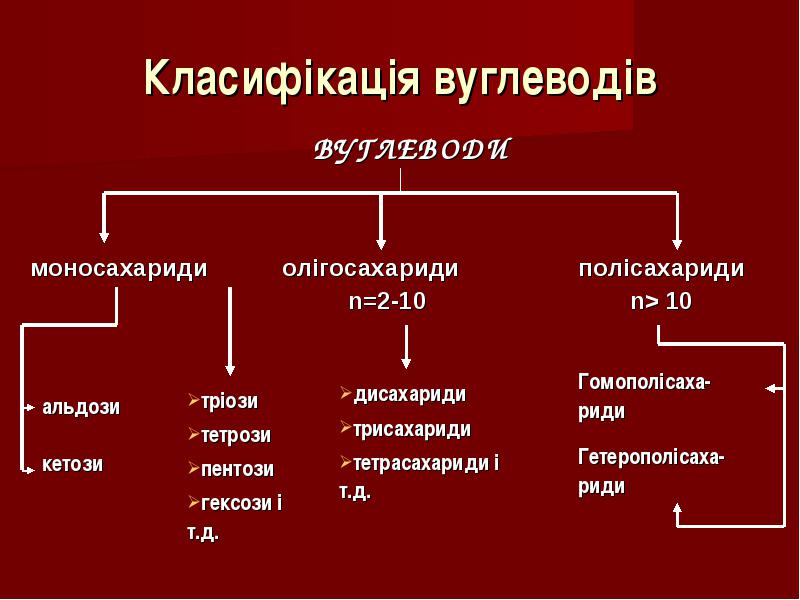 Класифікація вуглеводів
ВУГЛЕВОДИ
моносахариди
олігосахариди
n=2-10
полісахариди
n> 10
альдози
кетози
тріози
тетрози
пентози
гексози і
т.д.
дисахариди
трисахариди
тетрасахариди і
т.д.
Гомополісаха-
риди
Гетерополісаха-
риди